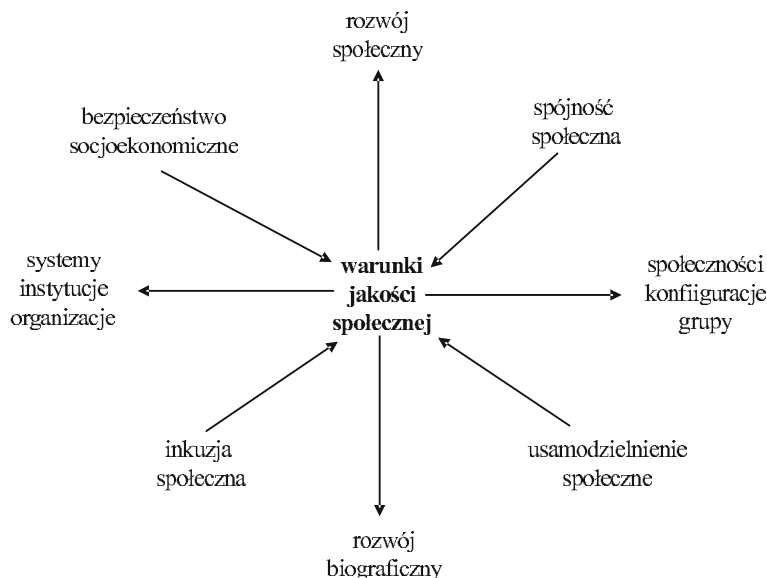 rozwój
społeczny
bezpieczeństwo
socjoekonomiczne
spójność
społeczna
systemy
instytucje
organizacje
warunki
jakości
społecznej
społeczności
konfiiguracje
grupy
inkuzja
społeczna
usamodzielnienie
społeczne
rozwój
biograficzny